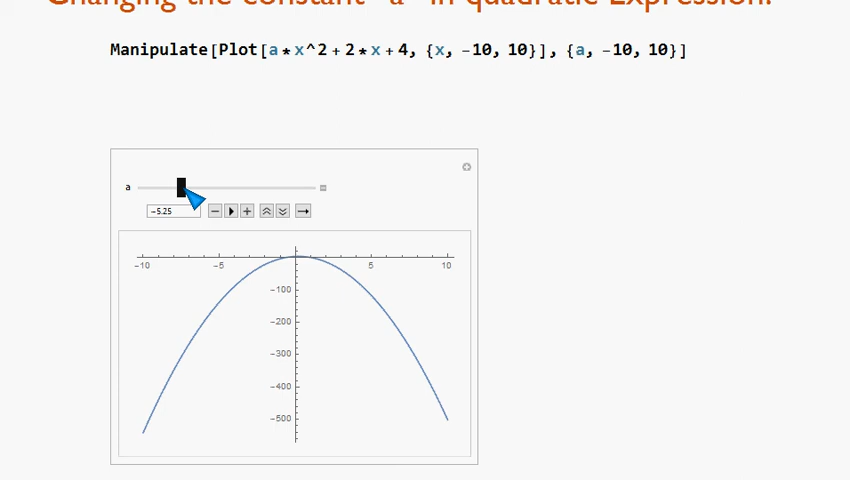 Changing the constant "a" in quadratic Expression:
Manipulate[Plot[a*x^2+2*x+4, {x, -10, 10}], {a, -10, 10}]
a
-5.25
-10 -5 5 10
-100
-200
-300
-400
-500